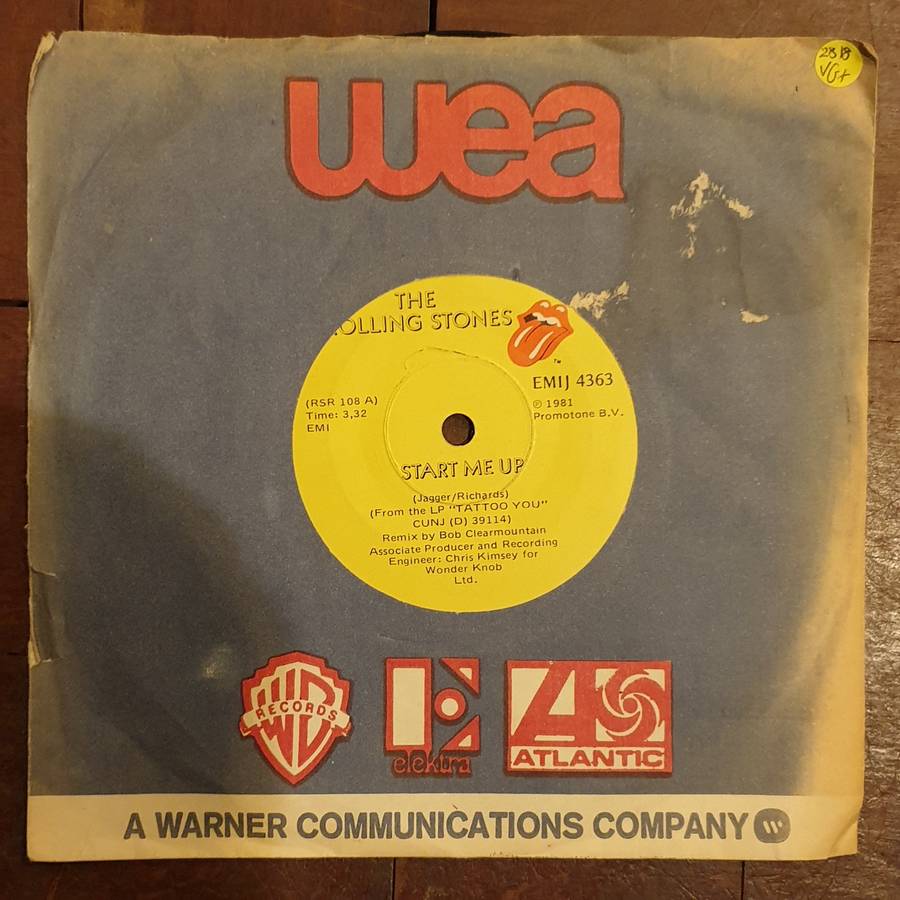 wea
2818
VG+
THE
ROLLING STONES
TM
EMIJ 4363
(RSR 108 A)
Time: 3,32
EMI
℗ 1981
Promotone B.V.
START ME UP
(Jagger/Richards)
(From the LP "TATTOO YOU"
CUNJ (D) 39114)
Remix by Bob Clearmountain
Associate Producer and Recording
Engineer: Chris Kimsey for
Wonder Knob
Ltd.
WB
RECORDS
E
elektra
A
ATLANTIC
A WARNER COMMUNICATIONS COMPANY